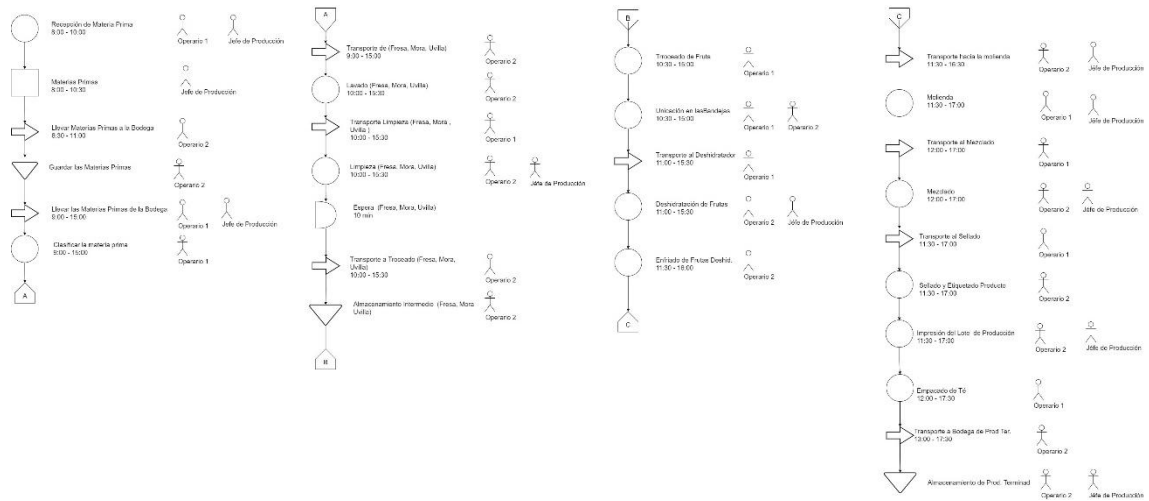 Recepción de Materia Prima
8:00 - 10:00
Operario 1
Jefe de Producción
Materias Primas
8:00 - 10:30
Jefe de Producción
Llevar Materias Primas a la Bodega
8:30 - 11:00
Operario 2
Guardar las Materias Primas
Operario 2
Llevar las Materias Primas de la Bodega
9:00 - 15:00
Operario 1
Jefe de Producción
Clasificar la materia prima
9:00 - 15:00
Operario 1
A
A
Transporte de (Fresa, Mora, Uvilla)
9:00 - 15:00
Operario 2
Lavado (Fresa, Mora, Uvilla)
10:00 - 15:30
Operario 2
Transporte Limpieza (Fresa, Mora ,
Uvilla )
10:00 - 15:30
Operario 1
Limpieza (Fresa, Mora, Uvilla)
10:00 - 15:30
Operario 2
Jefe de Producción
Espera (Fresa, Mora, Uvilla)
10 min
Transporte a Troceado (Fresa, Mora,
Uvilla)
10:00 - 15:30
Operario 2
Almacenamiento Intermedio (Fresa, Mora
Uvilla)
Operario 2
B
B
Trroceado de Fruta
10:30 - 15:00
Operario 1
Unicación en lasBandejas
10:30 - 15:00
Operario 1
Operario 2
Transporte al Deshidratador
11:00 - 15:30
Operario 1
Deshidratación de Frutas
11:00 - 15:30
Operario 2
Jefe de Producción
Enfriado de Frutas Deshid.
11:30 - 16:00
Operario 2
C
C
Transporte hacia la molienda
11:30 - 16:30
Operario 2
Jéfe de Producción
Molienda
11:30 - 17:00
Operario 1
Jéfe de Producción
Transporte al Mezclado
12:00 - 17:00
Operario 1
Mezclado
12:00 - 17:00
Operario 2
Jéfe de Producción
Transporte al Sellado
11:30 - 17:00
Operario 1
Sellado y Etiquetado Producto
11:30 - 17:00
Operario 2
Impresión del Lote de Producción
11:30 - 17:00
Operario 2
Jéfe de Producción
Empacado de Té
12:00 - 17:30
Operario 1
Transporte a Bodega de Prod Ter.
13:00 - 17:30
Operario 2
Almacenamiento de Prod. Terminad
Operario 2
Jéfe de Producción